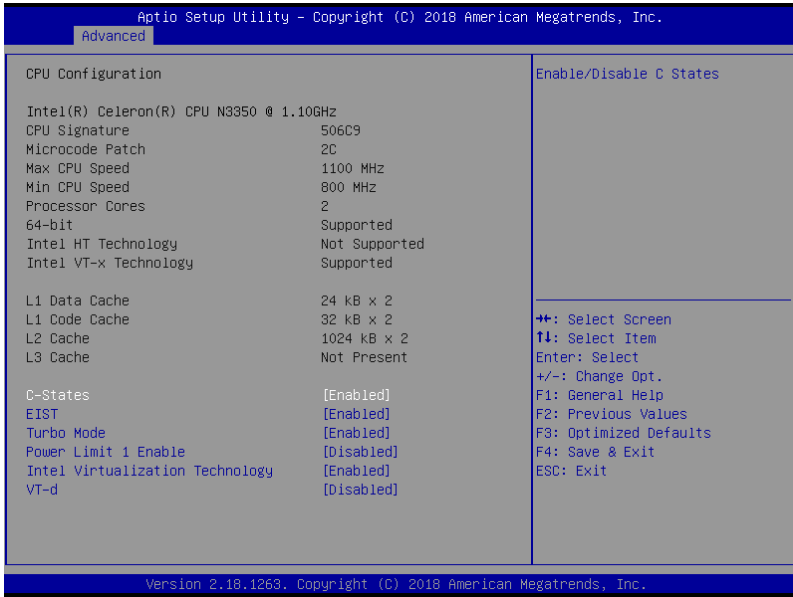 Aptio Setup Utility – Copyright (C) 2018 American Megatrends, Inc.
Advanced
CPU Configuration
Intel(R) Celeron(R) CPU N3350 @ 1.10GHz
CPU Signature 506C9
Microcode Patch 2C
Max CPU Speed 1100 MHz
Min CPU Speed 800 MHz
Processor Cores 2
64-bit Supported
Intel HT Technology Not Supported
Intel VT-x Technology Supported
L1 Data Cache 24 kB x 2
L1 Code Cache 32 kB x 2
L2 Cache 1024 kB x 2
L3 Cache Not Present
C-States [Enabled]
EIST [Enabled]
Turbo Mode [Enabled]
Power Limit 1 Enable [Disabled]
Intel Virtualization Technology [Enabled]
VT-d [Disabled]
Enable/Disable C States
→←: Select Screen
↑↓: Select Item
Enter: Select
+/-: Change Opt.
F1: General Help
F2: Previous Values
F3: Optimized Defaults
F4: Save & Exit
ESC: Exit
Version 2.18.1263. Copyright (C) 2018 American Megatrends, Inc.